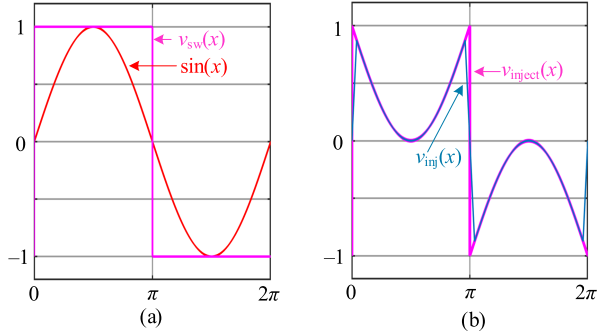 1
0
−1
v_sw(x)
sin(x)
0
π
2π
(a)
1
0
−1
v_inject(x)
v_inj(x)
0
π
2π
(b)